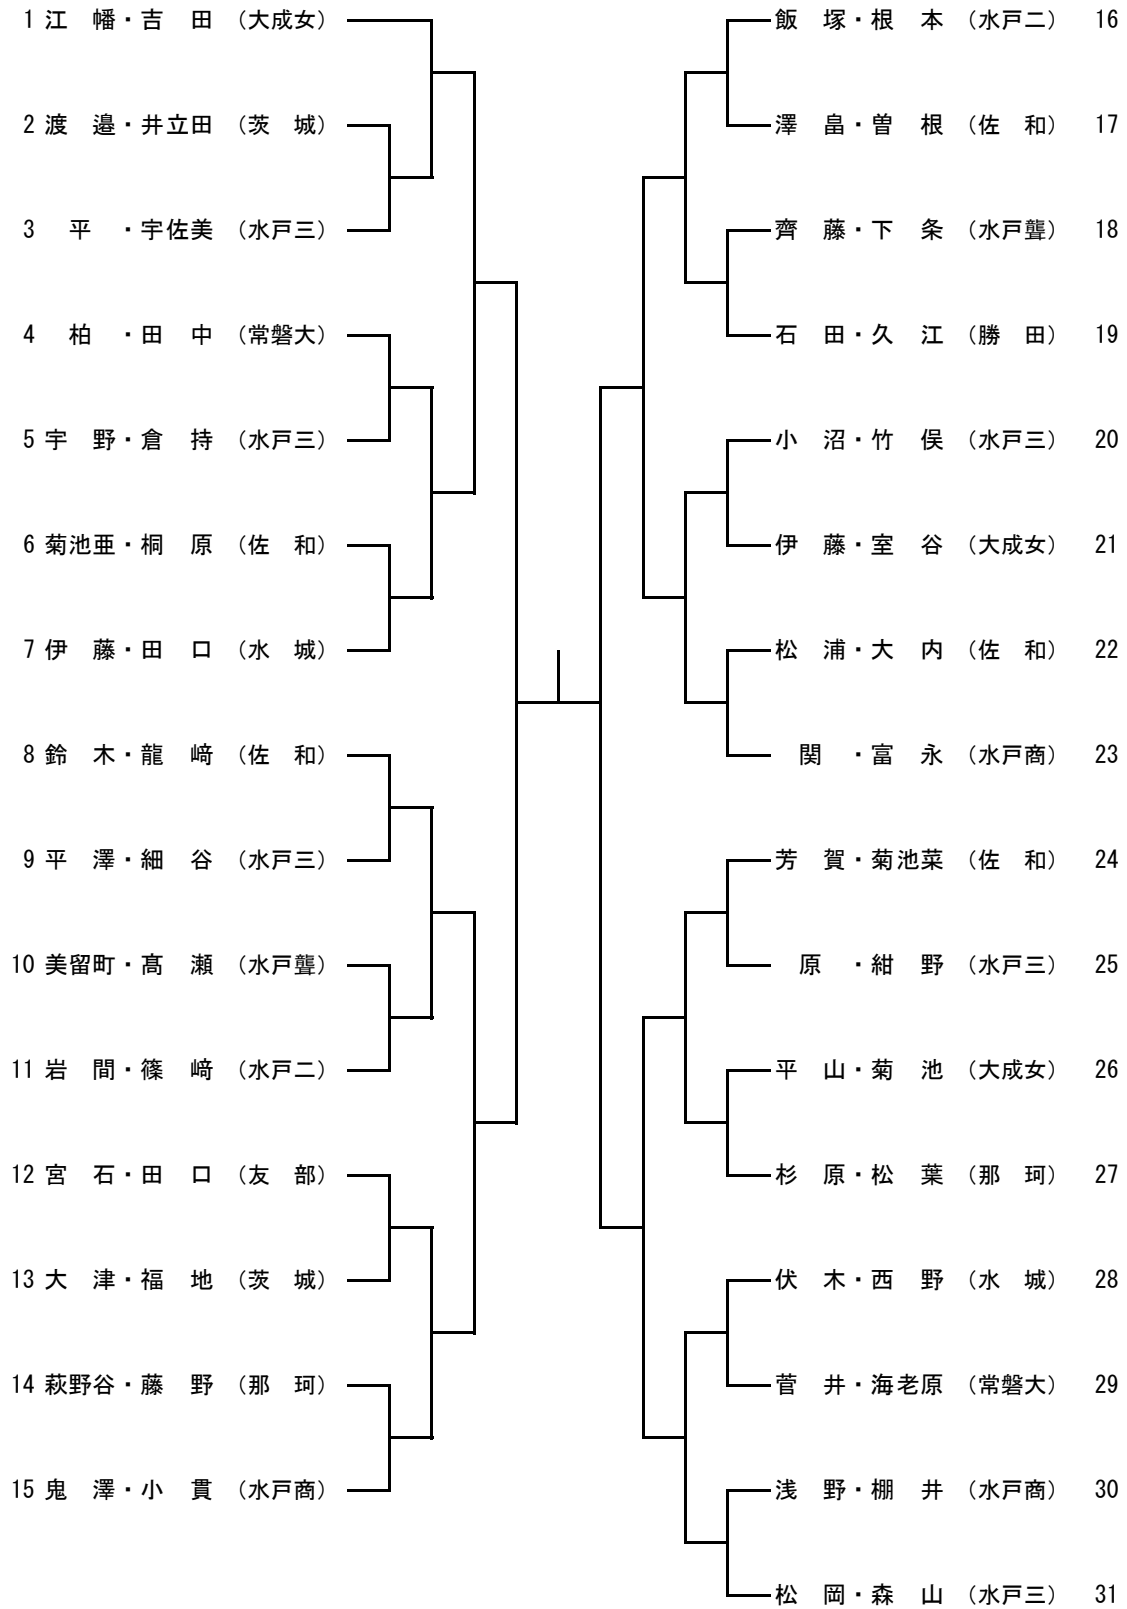 1 江　幡・吉　田 （大成女）
2 渡　邉・井立田 （茨　城）
3 　平　・宇佐美 （水戸三）
4 　柏　・田　中 （常磐大）
5 宇　野・倉　持 （水戸三）
6 菊池亜・桐　原 （佐　和）
7 伊　藤・田　口 （水　城）
8 鈴　木・龍　﨑 （佐　和）
9 平　澤・細　谷 （水戸三）
10 美留町・髙　瀬 （水戸聾）
11 岩　間・篠　﨑 （水戸二）
12 宮　石・田　口 （友　部）
13 大　津・福　地 （茨　城）
14 萩野谷・藤　野 （那　珂）
15 鬼　澤・小　貫 （水戸商）
飯　塚・根　本 （水戸二） 16
澤　畠・曽　根 （佐　和） 17
齊　藤・下　条 （水戸聾） 18
石　田・久　江 （勝　田） 19
小　沼・竹　俣 （水戸三） 20
伊　藤・室　谷 （大成女） 21
松　浦・大　内 （佐　和） 22
　関　・富　永 （水戸商） 23
芳　賀・菊池菜 （佐　和） 24
　原　・紺　野 （水戸三） 25
平　山・菊　池 （大成女） 26
杉　原・松　葉 （那　珂） 27
伏　木・西　野 （水　城） 28
菅　井・海老原 （常磐大） 29
浅　野・棚　井 （水戸商） 30
松　岡・森　山 （水戸三） 31